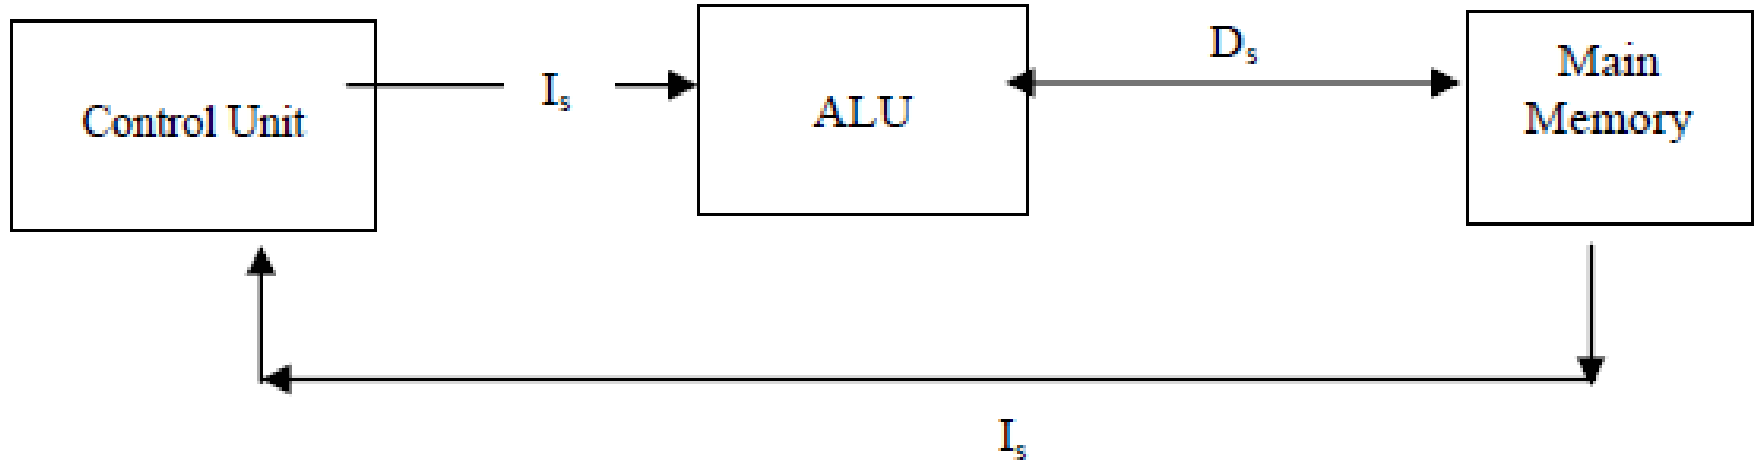 Control Unit
Is
ALU
Ds
Main
Memory
Is